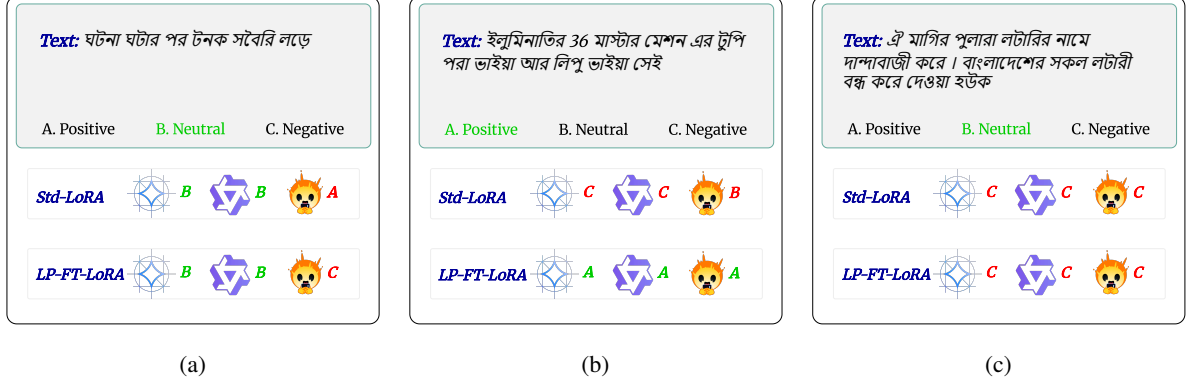 Text: ঘটনা ঘটার পর টনক সবৈরি লড়ে
A. Positive B. Neutral C. Negative
Std-LoRA B B A
LP-FT-LoRA B B C
(a)
Text: ইলুমিনাতির 36 মাস্টার মেশন এর টুপি
পরা ভাইয়া আর লিপু ভাইয়া সেই
A. Positive B. Neutral C. Negative
Std-LoRA C C B
LP-FT-LoRA A A A
(b)
Text: ঐ মাগির পুলারা লটারির নামে
দান্দাবাজী করে । বাংলাদেশের সকল লটারী
বন্ধ করে দেওয়া হউক
A. Positive B. Neutral C. Negative
Std-LoRA C C C
LP-FT-LoRA C C C
(c)